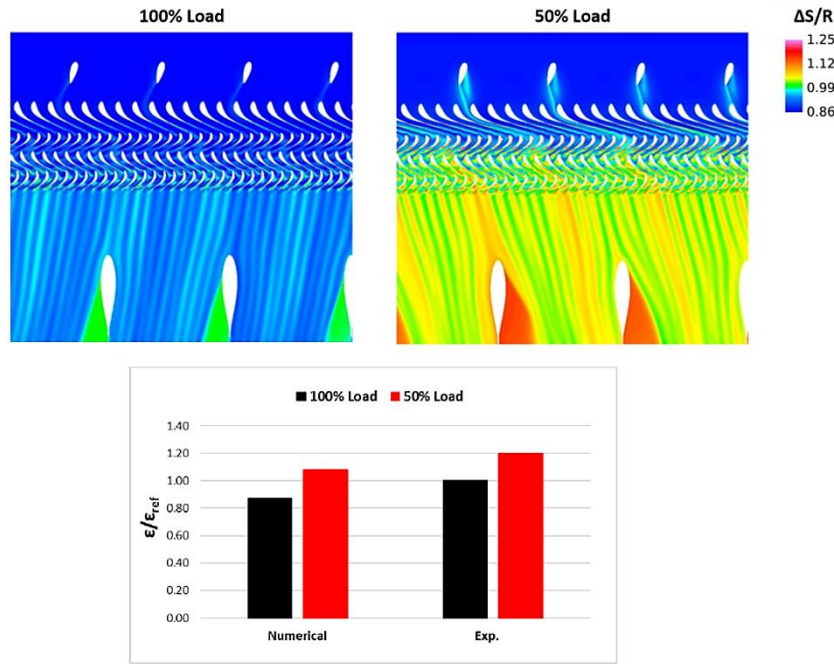 100% Load
50% Load
ΔS/R
1.25
1.12
0.99
0.86
100% Load
50% Load
1.40
1.20
1.00
0.80
0.60
0.40
0.20
0.00
ε/εref
Numerical
Exp.